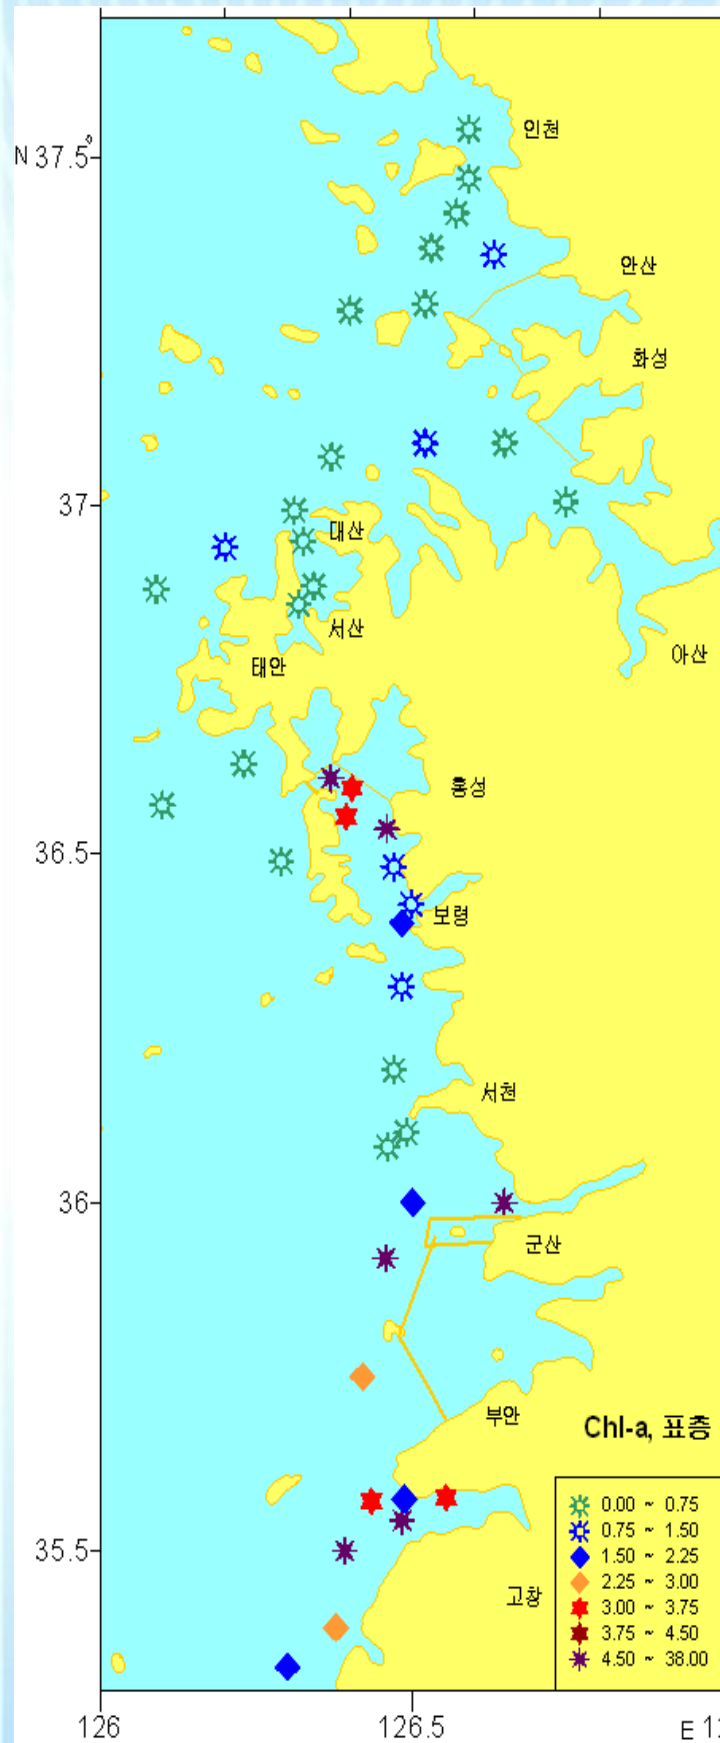 인천
N 37.5°
안산
화성
37
대산
서산
태안
아산
홍성
36.5
보령
서천
36
군산
부안
Chl-a, 표층
0.00 ~ 0.75
0.75 ~ 1.50
1.50 ~ 2.25
2.25 ~ 3.00
3.00 ~ 3.75
3.75 ~ 4.50
4.50 ~ 38.00
35.5
고창
126
126.5
E